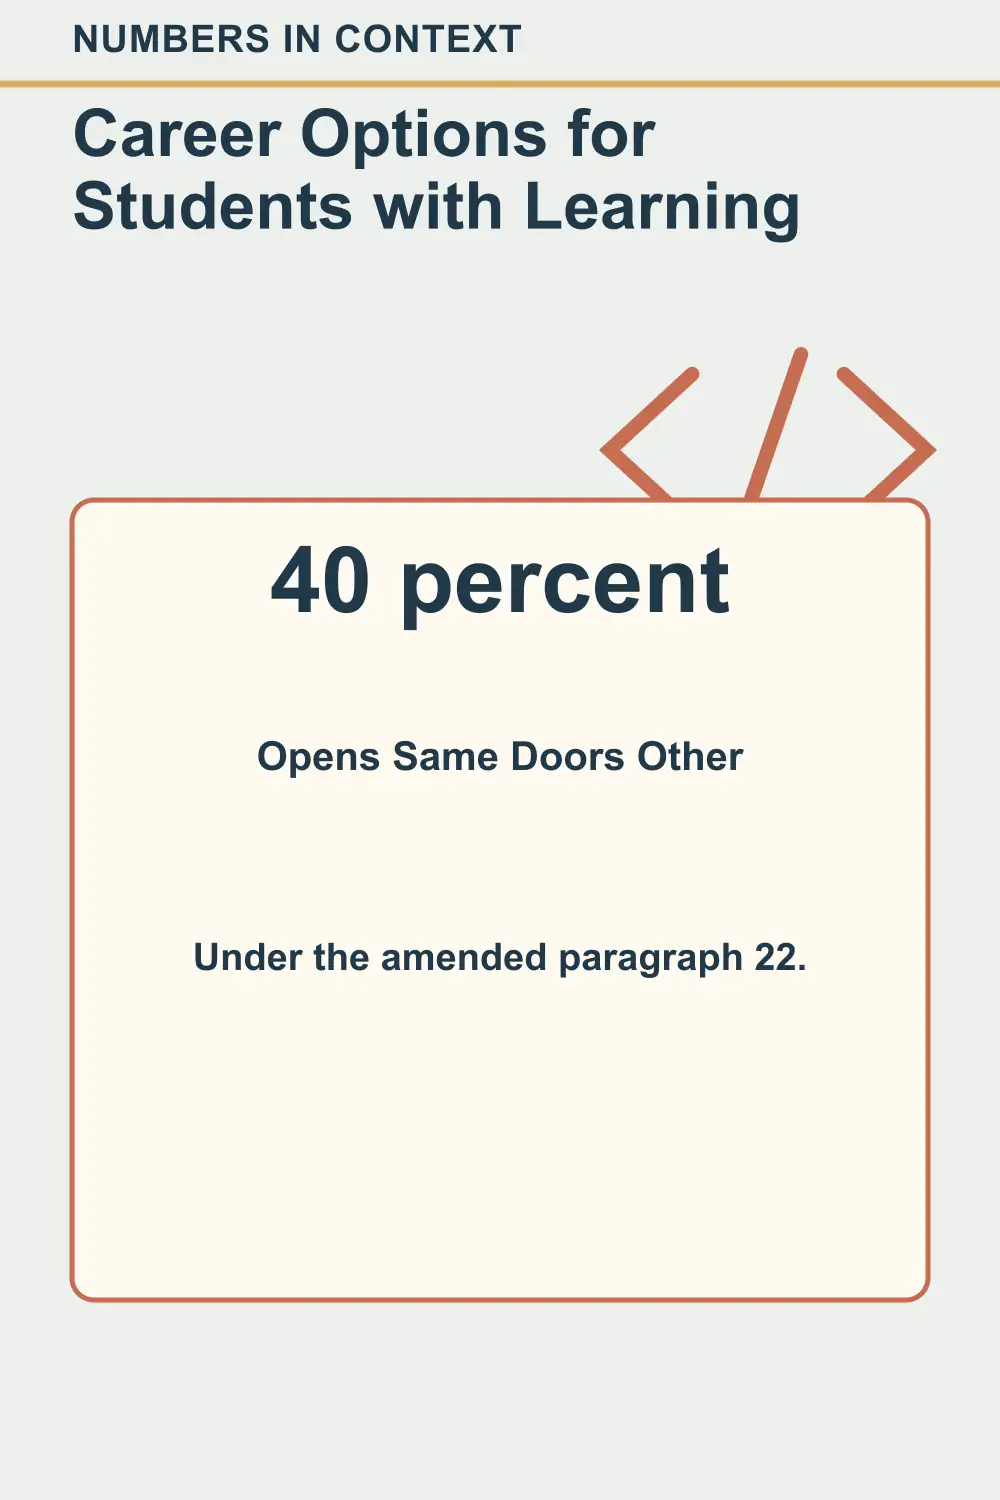 NUMBERS IN CONTEXT
Career Options for
Students with Learning
</>
40 percent
Opens Same Doors Other
Under the amended paragraph 22.